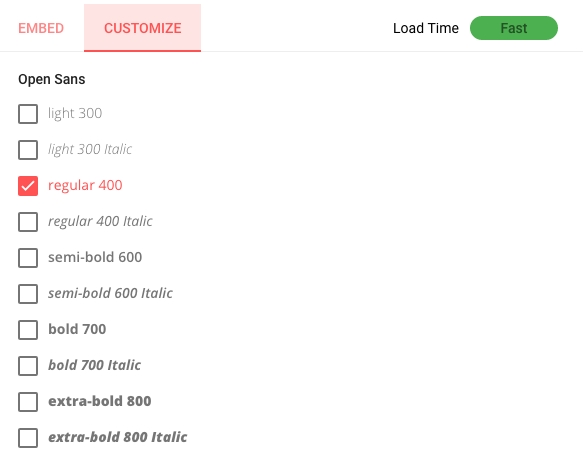 EMBED CUSTOMIZE Load Time Fast
Open Sans
light 300
light 300 Italic
regular 400
regular 400 Italic
semi-bold 600
semi-bold 600 Italic
bold 700
bold 700 Italic
extra-bold 800
extra-bold 800 Italic